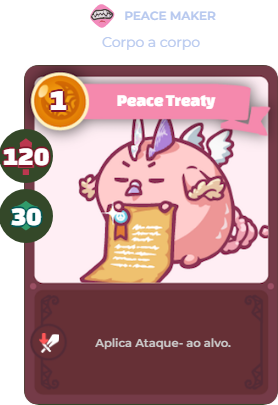 PEACE MAKER
Corpo a corpo
1
Peace Treaty
120
30
Aplica Ataque- ao alvo.